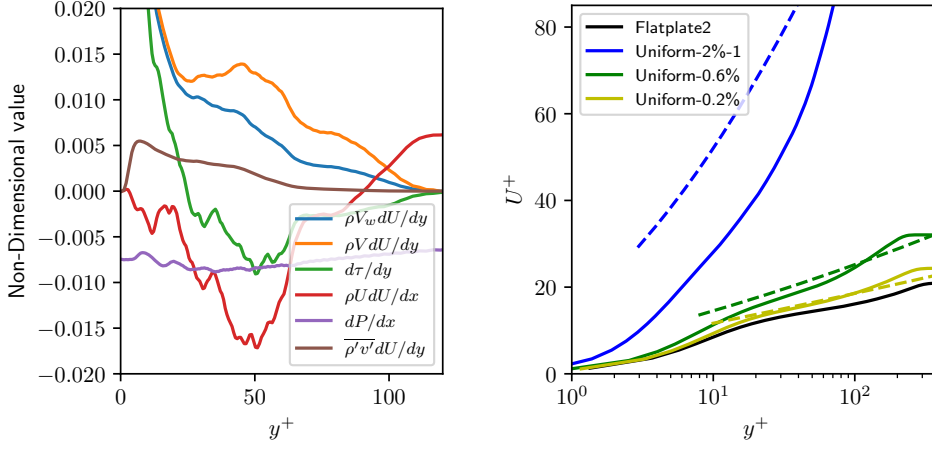 0.020
0.015
0.010
0.005
0.000
−0.005
−0.010
−0.015
−0.020
Non-Dimensional value
0 50 100
y⁺
ρV_w dU/dy
ρV dU/dy
dτ/dy
ρU dU/dx
dP/dx
\overline{ρ′v′} dU/dy
80
60
40
20
0
U⁺
10⁰ 10¹ 10²
y⁺
Flatplate2
Uniform-2%-1
Uniform-0.6%
Uniform-0.2%